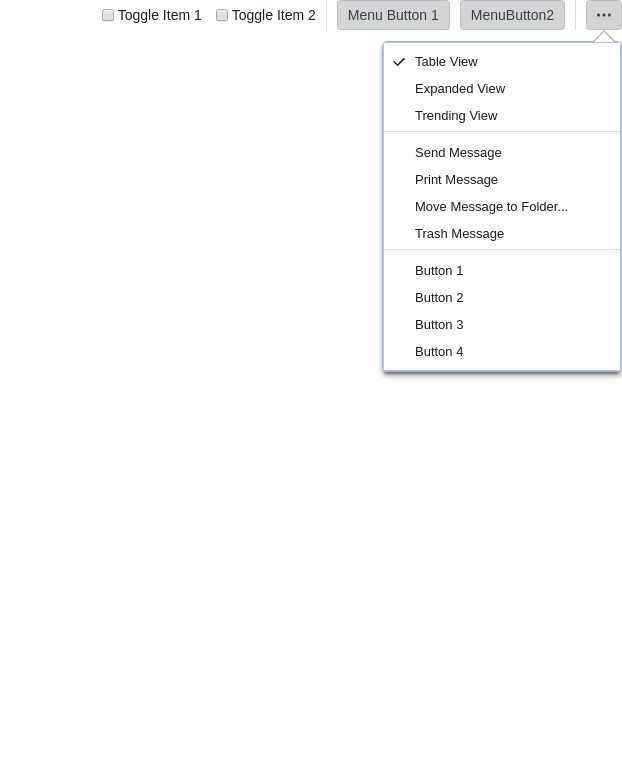 Toggle Item 1 Toggle Item 2 Menu Button 1 MenuButton2
Table View
Expanded View
Trending View
Send Message
Print Message
Move Message to Folder...
Trash Message
Button 1
Button 2
Button 3
Button 4